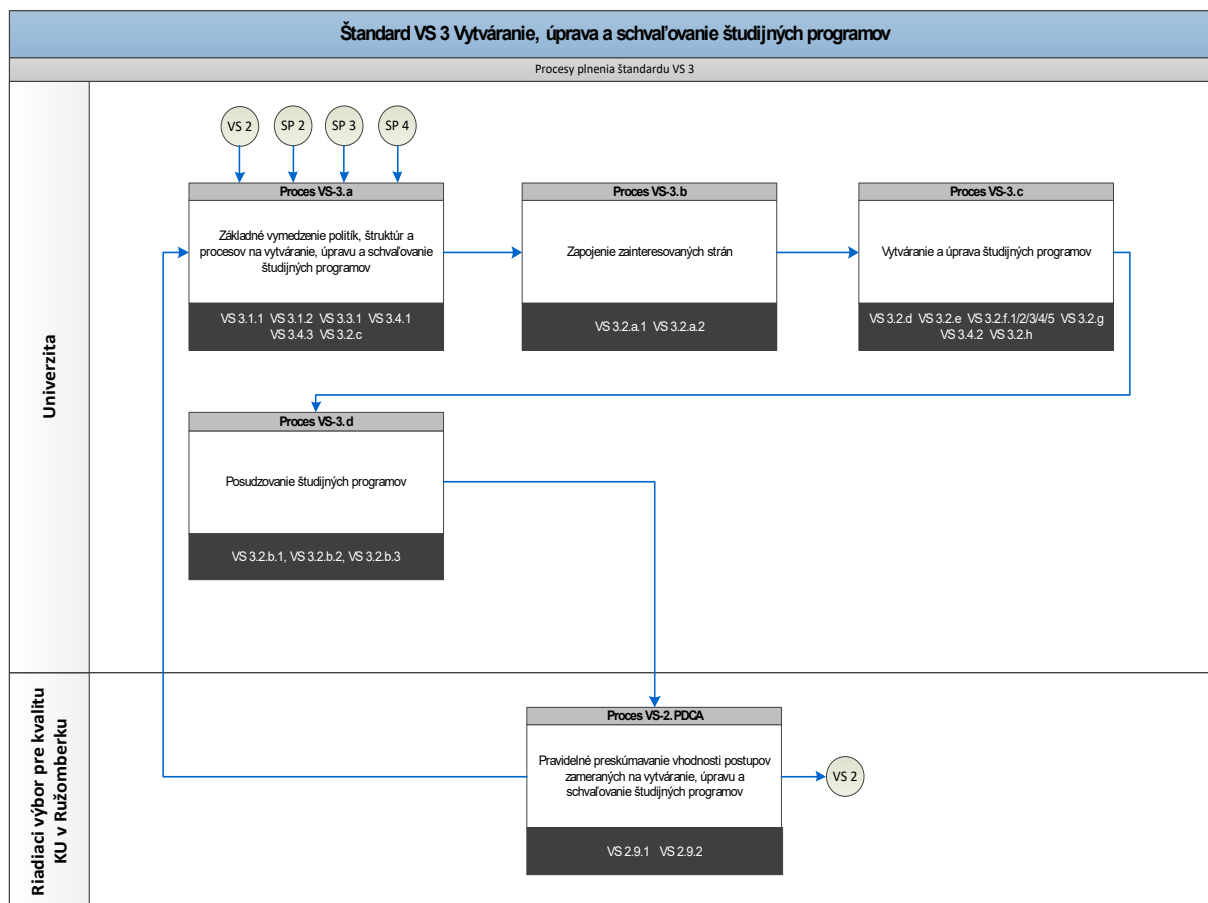 Štandard VS 3 Vytváranie, úprava a schvaľovanie študijných programov
Procesy plnenia štandardu VS 3
Univerzita
VS 2
SP 2
SP 3
SP 4
Proces VS-3.a
Základné vymedzenie politík, štruktúr a
procesov na vytváranie, úpravu a schvaľovanie
študijných programov
VS 3.1.1 VS 3.1.2 VS 3.3.1 VS 3.4.1
VS 3.4.3 VS 3.2.c
Proces VS-3.b
Zapojenie zainteresovaných strán
VS 3.2.a.1 VS 3.2.a.2
Proces VS-3.c
Vytváranie a úprava študijných programov
VS 3.2.d VS 3.2.e VS 3.2.f.1/2/3/4/5 VS 3.2.g
VS 3.4.2 VS 3.2.h
Proces VS-3.d
Posudzovanie študijných programov
VS 3.2.b.1, VS 3.2.b.2, VS 3.2.b.3
Riadiaci výbor pre kvalitu
KU v Ružomberku
Proces VS-2.PDCA
Pravidelné preskúmavanie vhodnosti postupov
zameraných na vytváranie, úpravu a
schvaľovanie študijných programov
VS 2.9.1 VS 2.9.2
VS 2